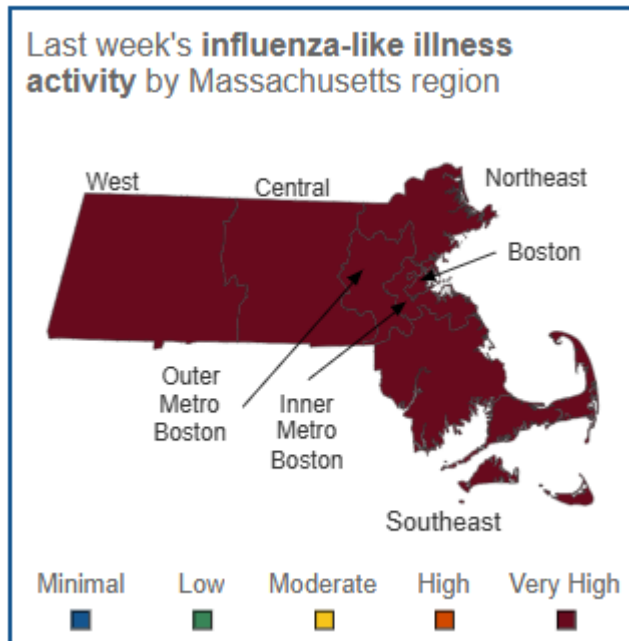 Last week's influenza-like illness
activity by Massachusetts region
West
Central
Northeast
Boston
Outer
Metro
Boston
Inner
Metro
Boston
Southeast
Minimal
Low
Moderate
High
Very High